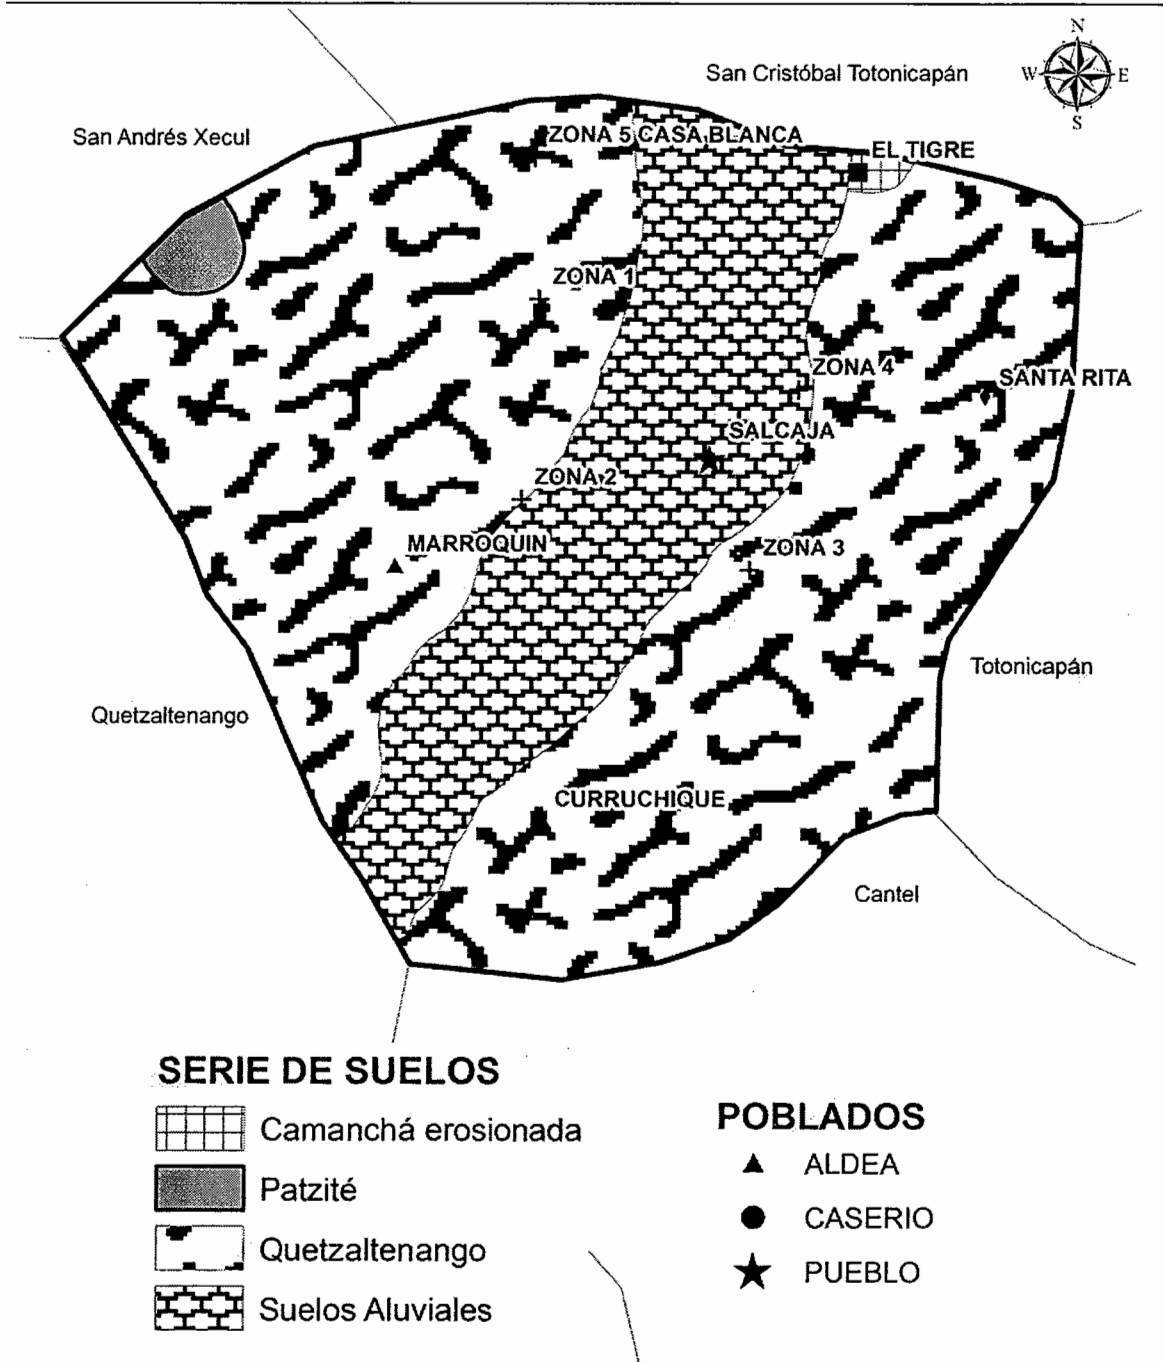 N
San Cristóbal Totonicapán
W E
S
San Andrés Xecul
ZONA 5 CASA BLANCA
EL TIGRE
ZONA 1
ZONA 4
SANTA RITA
SALCAJA
ZONA 2
MARROQUIN
ZONA 3
Totonicapán
Quetzaltenango
CURRUCHIQUE
Cantel
SERIE DE SUELOS
Camanchá erosionada
Patzité
Quetzaltenango
Suelos Aluviales
POBLADOS
ALDEA
CASERIO
PUEBLO